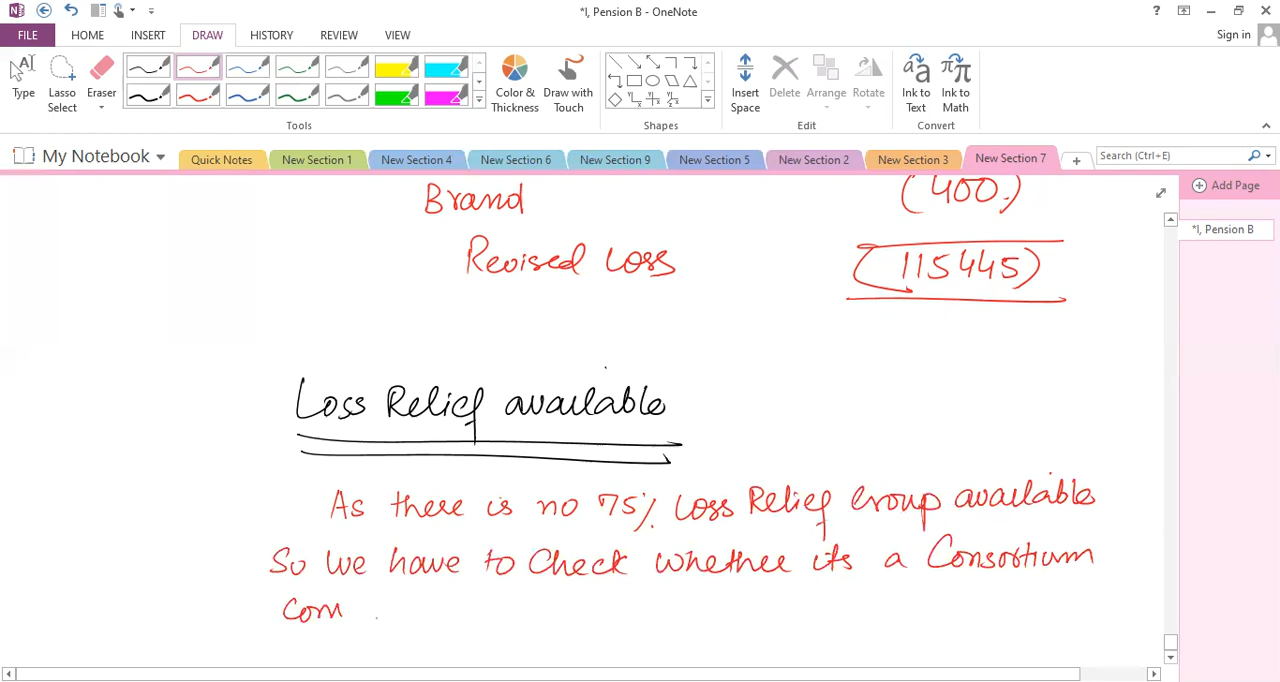 *I, Pension B - OneNote
?
Sign in
FILE HOME INSERT DRAW HISTORY REVIEW VIEW
Type
Lasso Select
Eraser
Color & Thickness
Draw with Touch
Insert Space
Delete
Arrange
Rotate
Ink to Text
Ink to Math
Tools
Shapes
Edit
Convert
My Notebook
Quick Notes New Section 1 New Section 4 New Section 6 New Section 9 New Section 5 New Section 2 New Section 3 New Section 7
Search (Ctrl+E)
Add Page
*I, Pension B
Brand (400)
Revised Loss (115445)
Loss Relief available
As there is no 75% Loss Relief Group available
So we have to Check whether its a Consortium
Com